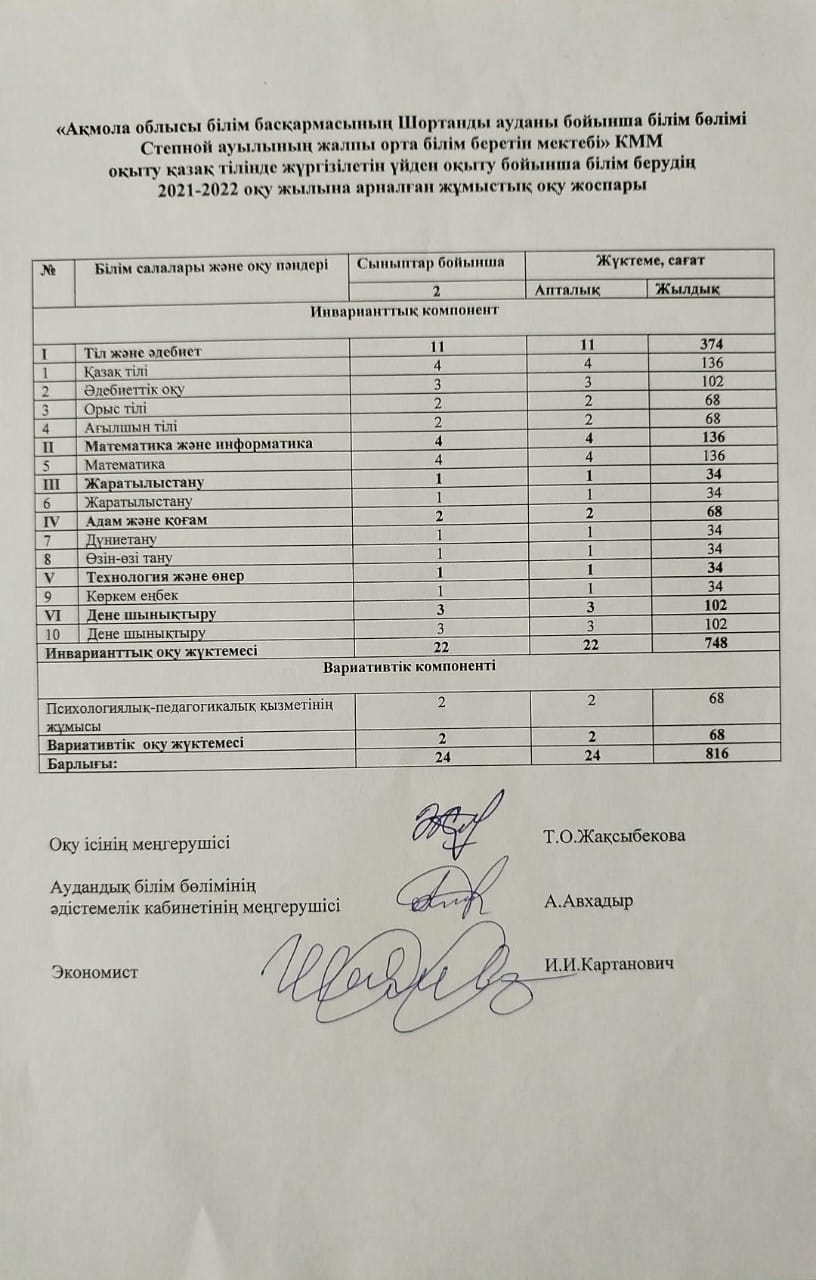 «Ақмола облысы білім басқармасының Шортанды ауданы бойынша білім бөлімі
Степной ауылының жалпы орта білім беретін мектебі» КММ
оқыту қазақ тілінде жүргізілетін үйден оқыту бойынша білім берудің
2021-2022 оқу жылына арналған жұмыстық оқу жоспары
№ Білім салалары және оқу пәндері Сыныптар бойынша Жүктеме, сағат
2 Апталық Жылдық
Инварианттық компонент
I Тіл және әдебиет 11 11 374
1 Қазақ тілі 4 4 136
2 Әдебиеттік оқу 3 3 102
3 Орыс тілі 2 2 68
4 Ағылшын тілі 2 2 68
II Математика және информатика 4 4 136
5 Математика 4 4 136
III Жаратылыстану 1 1 34
6 Жаратылыстану 1 1 34
IV Адам және қоғам 2 2 68
7 Дүниетану 1 1 34
8 Өзін-өзі тану 1 1 34
V Технология және өнер 1 1 34
9 Көркем еңбек 1 1 34
VI Дене шынықтыру 3 3 102
10 Дене шынықтыру 3 3 102
Инварианттық оқу жүктемесі 22 22 748
Вариативтік компоненті
Психологиялық-педагогикалық қызметінің 2 2 68
жұмысы
Вариативтік оқу жүктемесі 2 2 68
Барлығы: 24 24 816
Оқу ісінің меңгерушісі Т.О.Жақсыбекова
Аудандық білім бөлімінің
әдістемелік кабинетінің меңгерушісі А.Авхадыр
Экономист И.И.Картанович